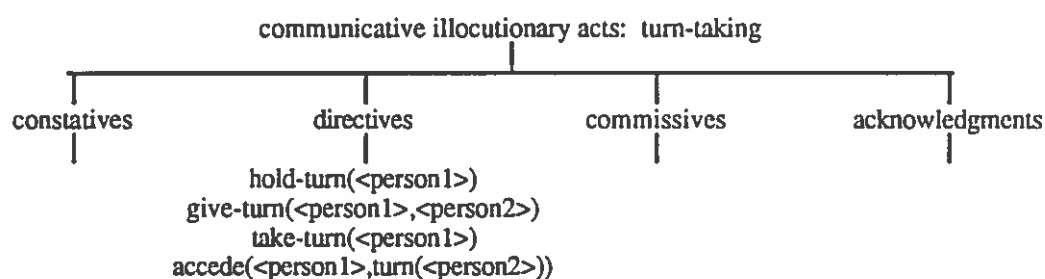 communicative illocutionary acts: turn-taking
constatives directives commissives acknowledgments
hold-turn(<person1>)
give-turn(<person1>,<person2>)
take-turn(<person1>)
accede(<person1>,turn(<person2>))